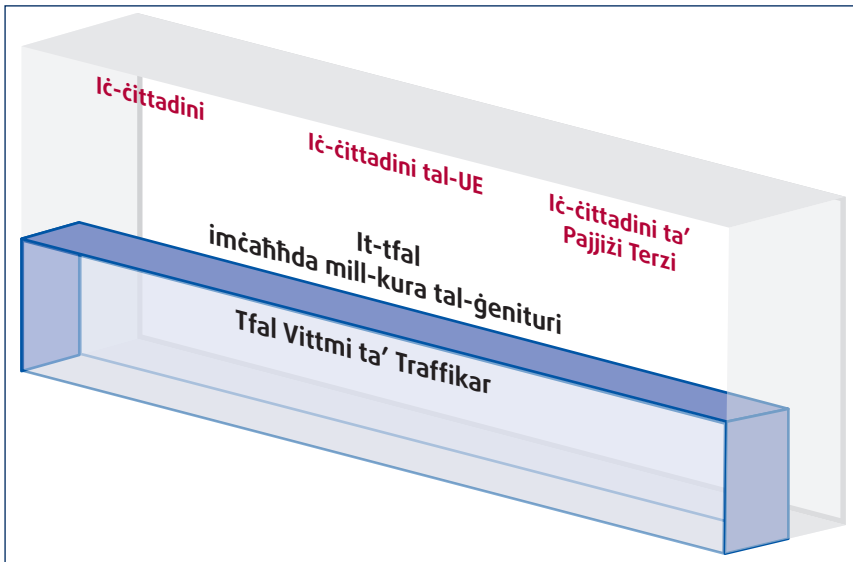 Iċ-ċittadini
Iċ-ċittadini tal-UE
Iċ-ċittadini ta’
Pajjiżi Terzi
It-tfal
imċaħħda mill-kura tal-ġenituri
Tfal Vittmi ta’ Traffikar